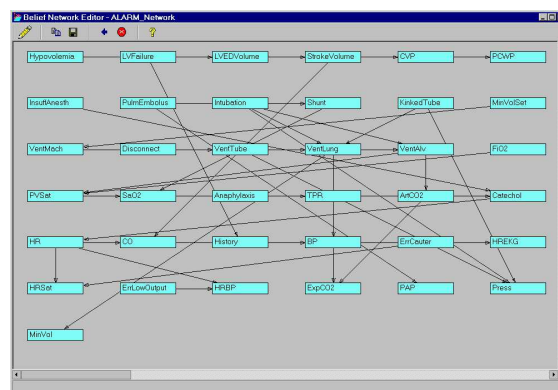 Belief Network Editor - ALARM_Network
Hypovolemia LVFailure LVEDVolume StrokeVolume CVP PCWP
InsuflAnesth PulmEmbolus Intubation Shunt KinkedTube MinVolSet
VentMach Disconnect VentTube VentLung VentAlv FiO2
PVSat SaO2 Anaphylaxis TPR ArtCO2 Catechol
HR CO History BP ErrCauter HREKG
HRSat ErrLowOutput HRBP ExpCO2 PAP Press
MinVol